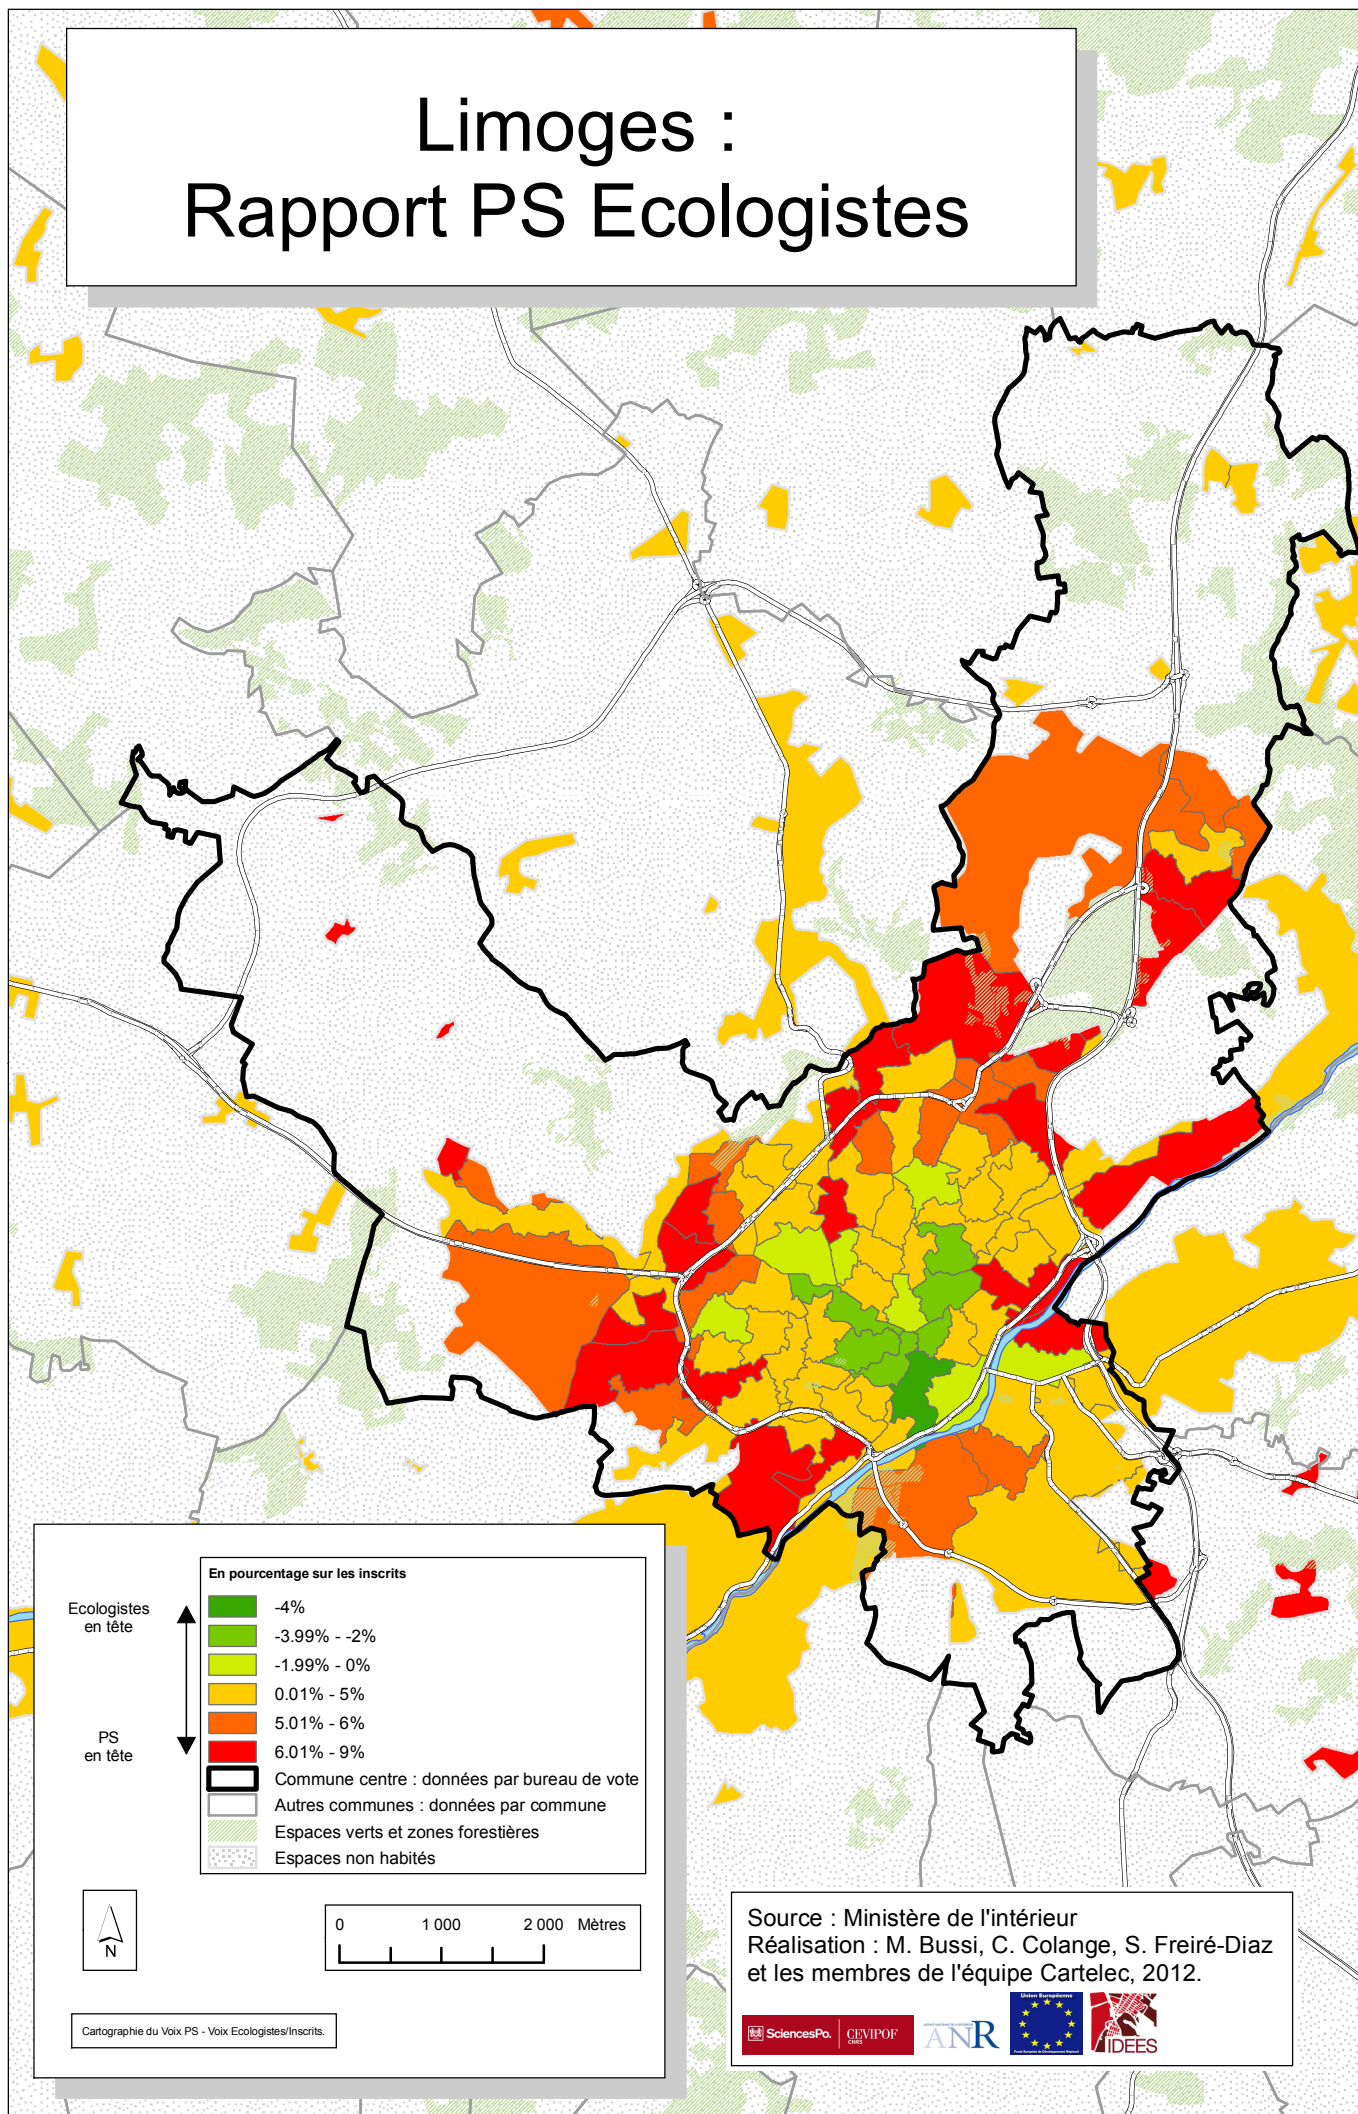 Limoges :
Rapport PS Ecologistes
En pourcentage sur les inscrits
Ecologistes
en tête
PS
en tête
-4%
-3.99% - -2%
-1.99% - 0%
0.01% - 5%
5.01% - 6%
6.01% - 9%
Commune centre : données par bureau de vote
Autres communes : données par commune
Espaces verts et zones forestières
Espaces non habités
N
0 1 000 2 000 Mètres
Cartographie du Voix PS - Voix Ecologistes/Inscrits.
Source : Ministère de l'intérieur
Réalisation : M. Bussi, C. Colange, S. Freiré-Diaz
et les membres de l'équipe Cartelec, 2012.
SciencesPo.
CEVIPOF
CNRS
ANR
Union Européenne
IDEES